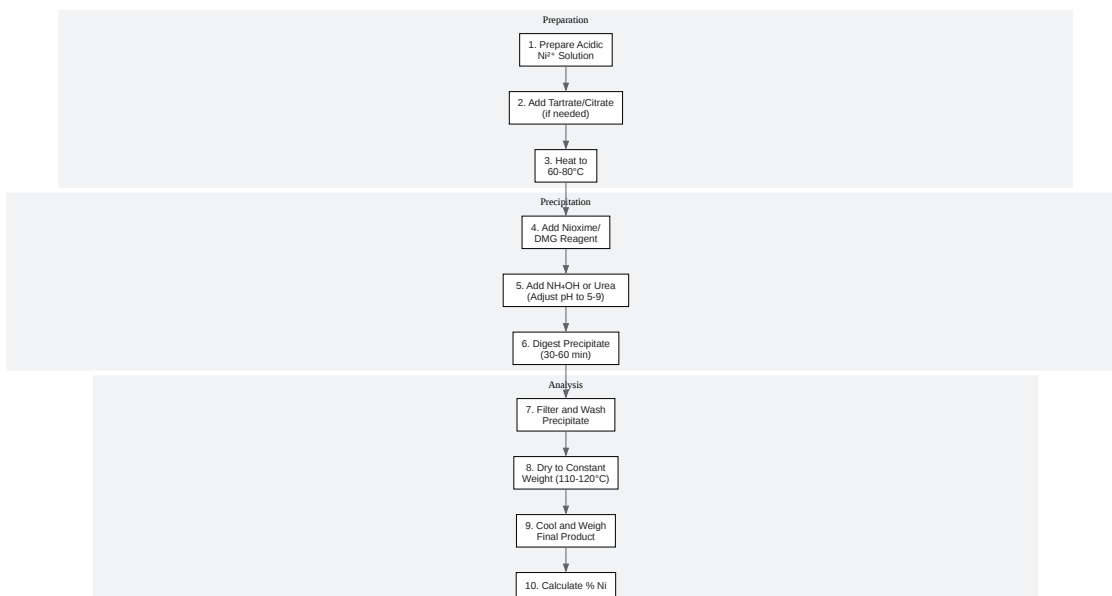 Preparation
1. Prepare Acidic
Ni²⁺ Solution
2. Add Tartrate/Citrate
(if needed)
3. Heat to
60-80°C
Precipitation
4. Add Nioxime/
DMG Reagent
5. Add NH₄OH or Urea
(Adjust pH to 5-9)
6. Digest Precipitate
(30-60 min)
Analysis
7. Filter and Wash
Precipitate
8. Dry to Constant
Weight (110-120°C)
9. Cool and Weigh
Final Product
10. Calculate % Ni